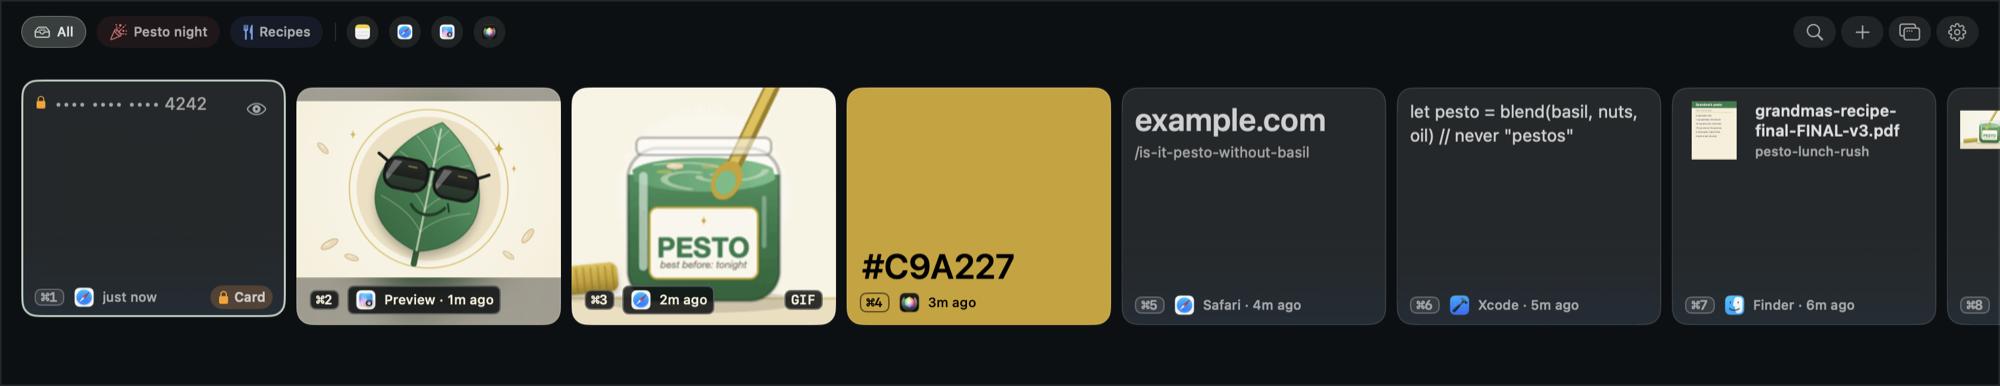 All
Pesto night
Recipes
•••• •••• •••• 4242
⌘1
just now
Card
⌘2
Preview · 1m ago
PESTO
best before: tonight
⌘3
2m ago
GIF
#C9A227
⌘4
3m ago
example.com
/is-it-pesto-without-basil
⌘5
Safari · 4m ago
let pesto = blend(basil, nuts,
oil) // never "pestos"
⌘6
Xcode · 5m ago
grandmas-recipe-
final-FINAL-v3.pdf
pesto-lunch-rush
⌘7
Finder · 6m ago
⌘8